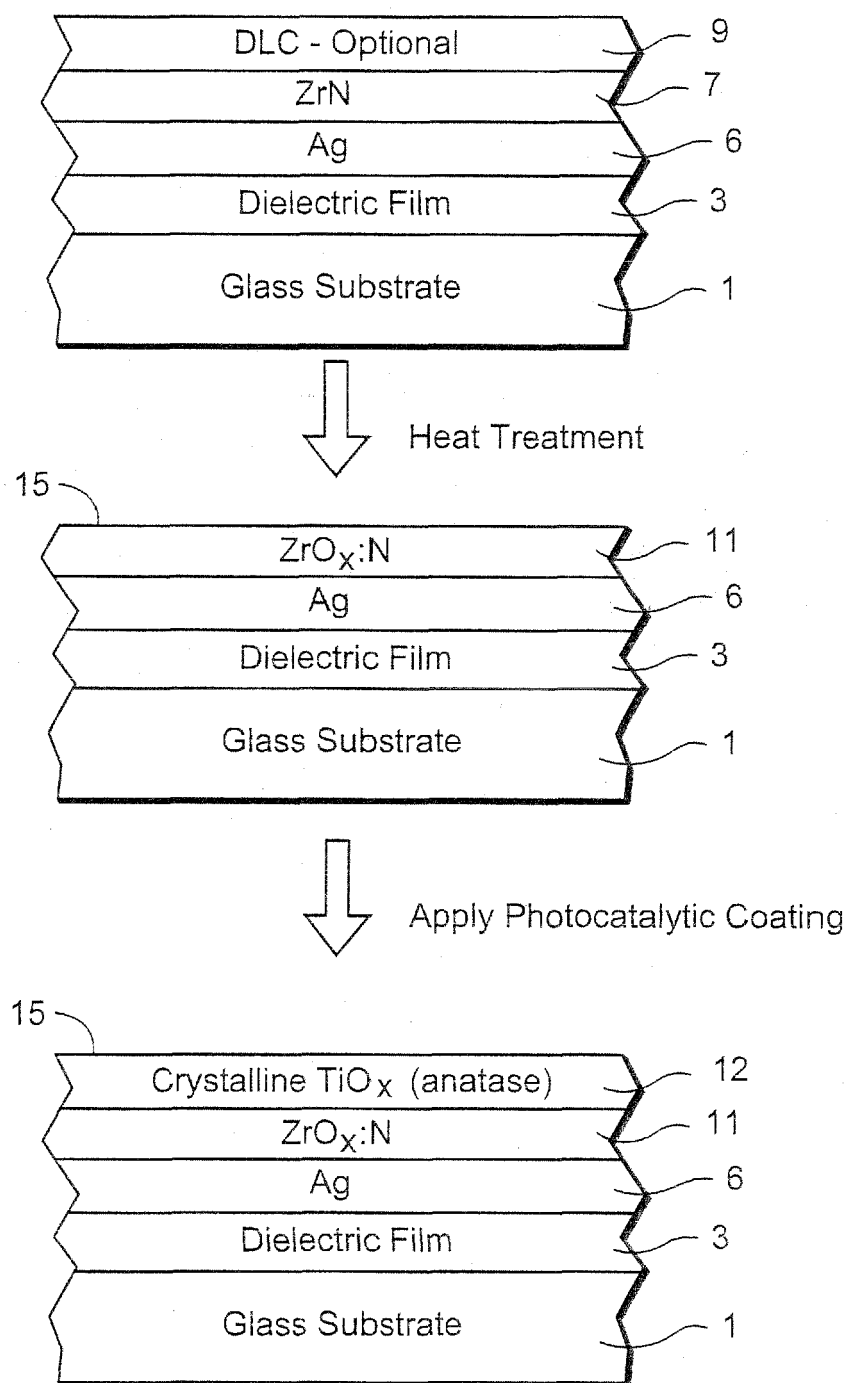 DLC - Optional 9
ZrN 7
Ag 6
Dielectric Film 3
Glass Substrate 1
Heat Treatment
15
ZrOX:N 11
Ag 6
Dielectric Film 3
Glass Substrate 1
Apply Photocatalytic Coating
15
Crystalline TiOX (anatase) 12
ZrOX:N 11
Ag 6
Dielectric Film 3
Glass Substrate 1